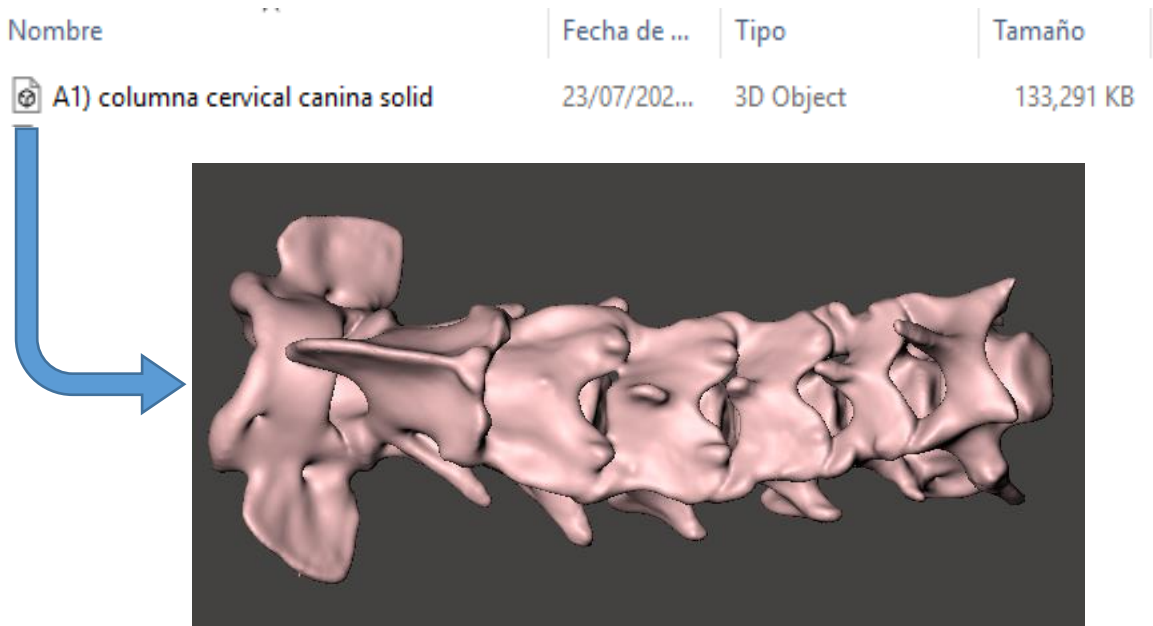 Nombre Fecha de ... Tipo Tamaño
A1) columna cervical canina solid 23/07/202... 3D Object 133,291 KB